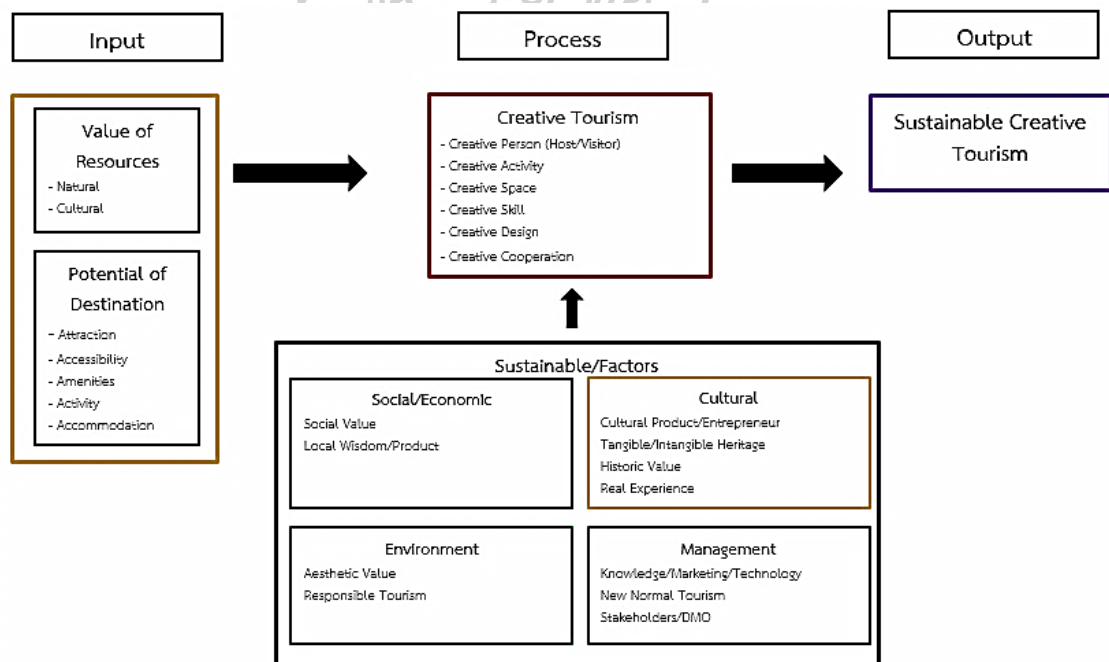 Input
Process
Output
Value of
Resources
- Natural
- Cultural
Potential of
Destination
- Attraction
- Accessibility
- Amenities
- Activity
- Accommodation
Creative Tourism
- Creative Person (Host/Visitor)
- Creative Activity
- Creative Space
- Creative Skill
- Creative Design
- Creative Cooperation
Sustainable Creative
Tourism
Sustainable/Factors
Social/Economic
Social Value
Local Wisdom/Product
Cultural
Cultural Product/Entrepreneur
Tangible/Intangible Heritage
Historic Value
Real Experience
Environment
Aesthetic Value
Responsible Tourism
Management
Knowledge/Marketing/Technology
New Normal Tourism
Stakeholders/DMO